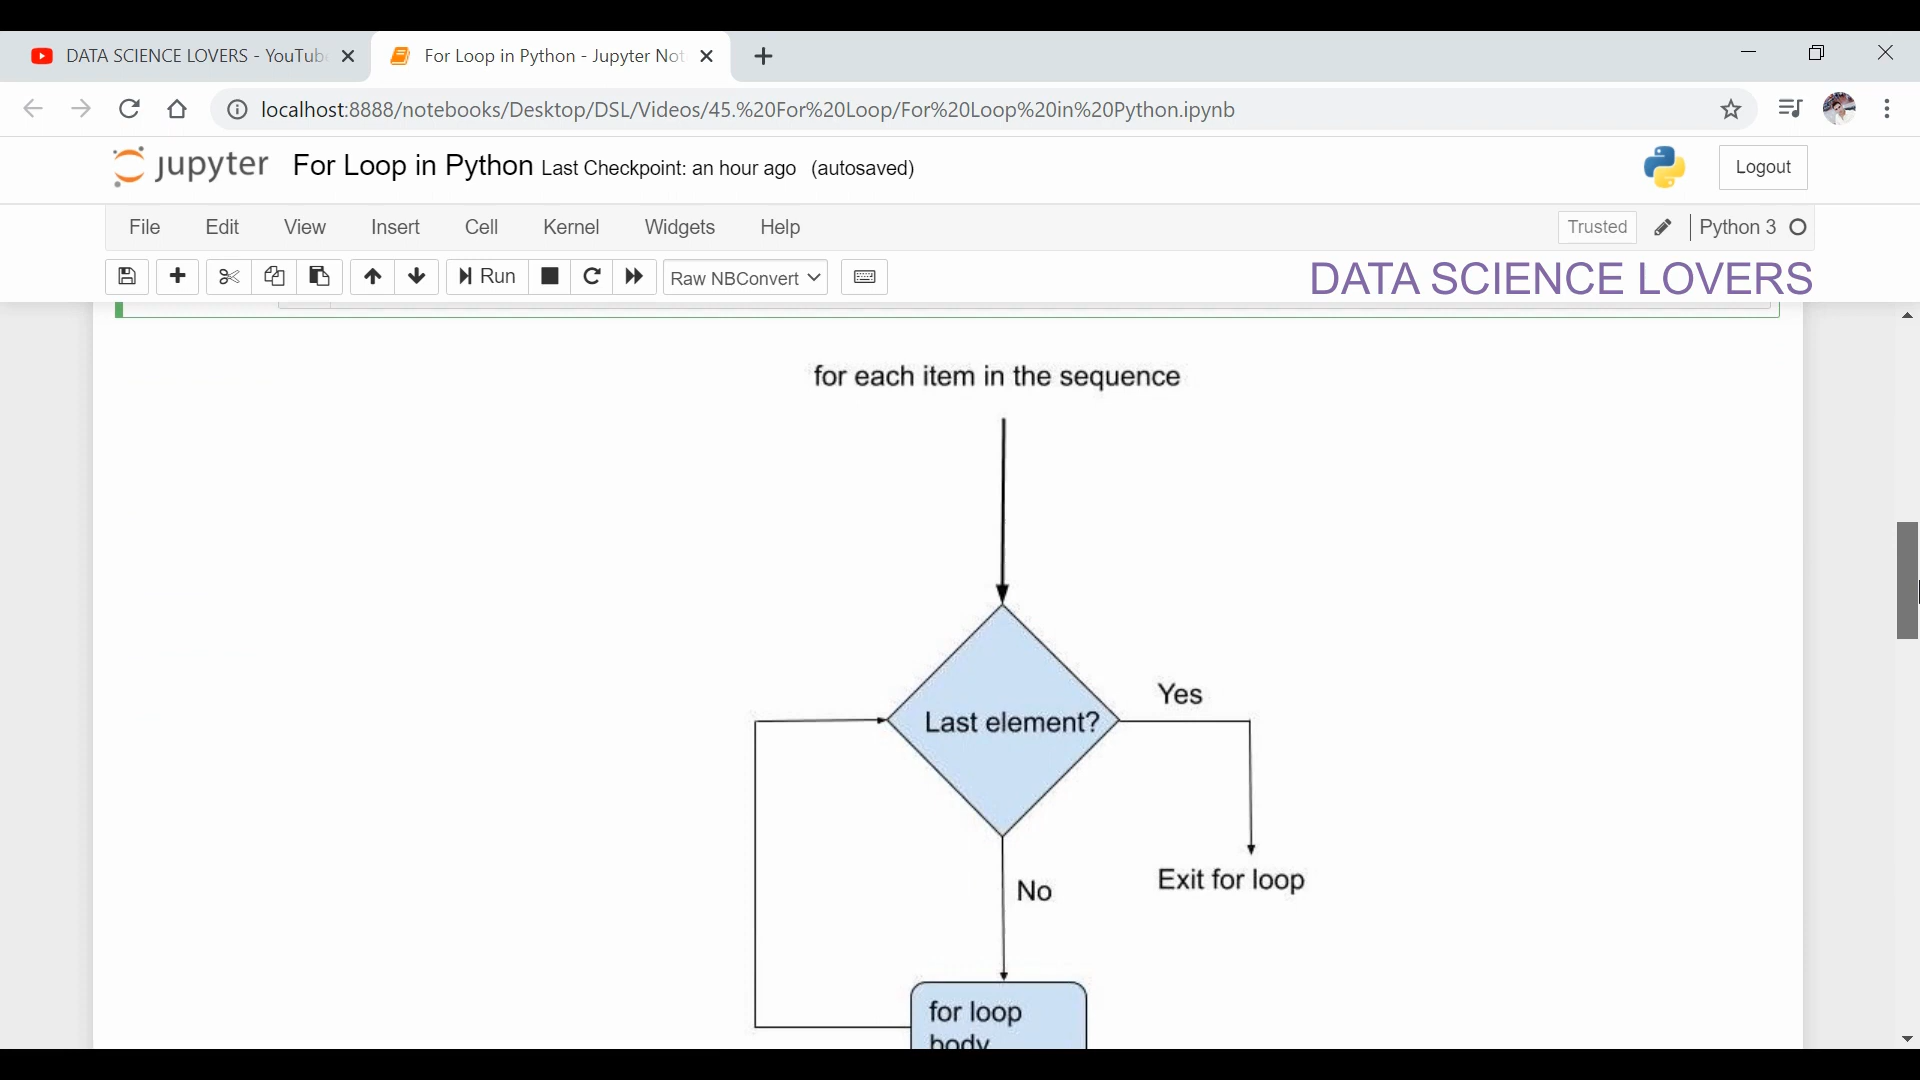 DATA SCIENCE LOVERS - YouTub
For Loop in Python - Jupyter Not
localhost:8888/notebooks/Desktop/DSL/Videos/45.%20For%20Loop/For%20Loop%20in%20Python.ipynb
jupyter For Loop in Python Last Checkpoint: an hour ago (autosaved)
Logout
File Edit View Insert Cell Kernel Widgets Help
Trusted Python 3
Run Raw NBConvert
DATA SCIENCE LOVERS
for each item in the sequence
Yes
Last element?
No
Exit for loop
for loop
body